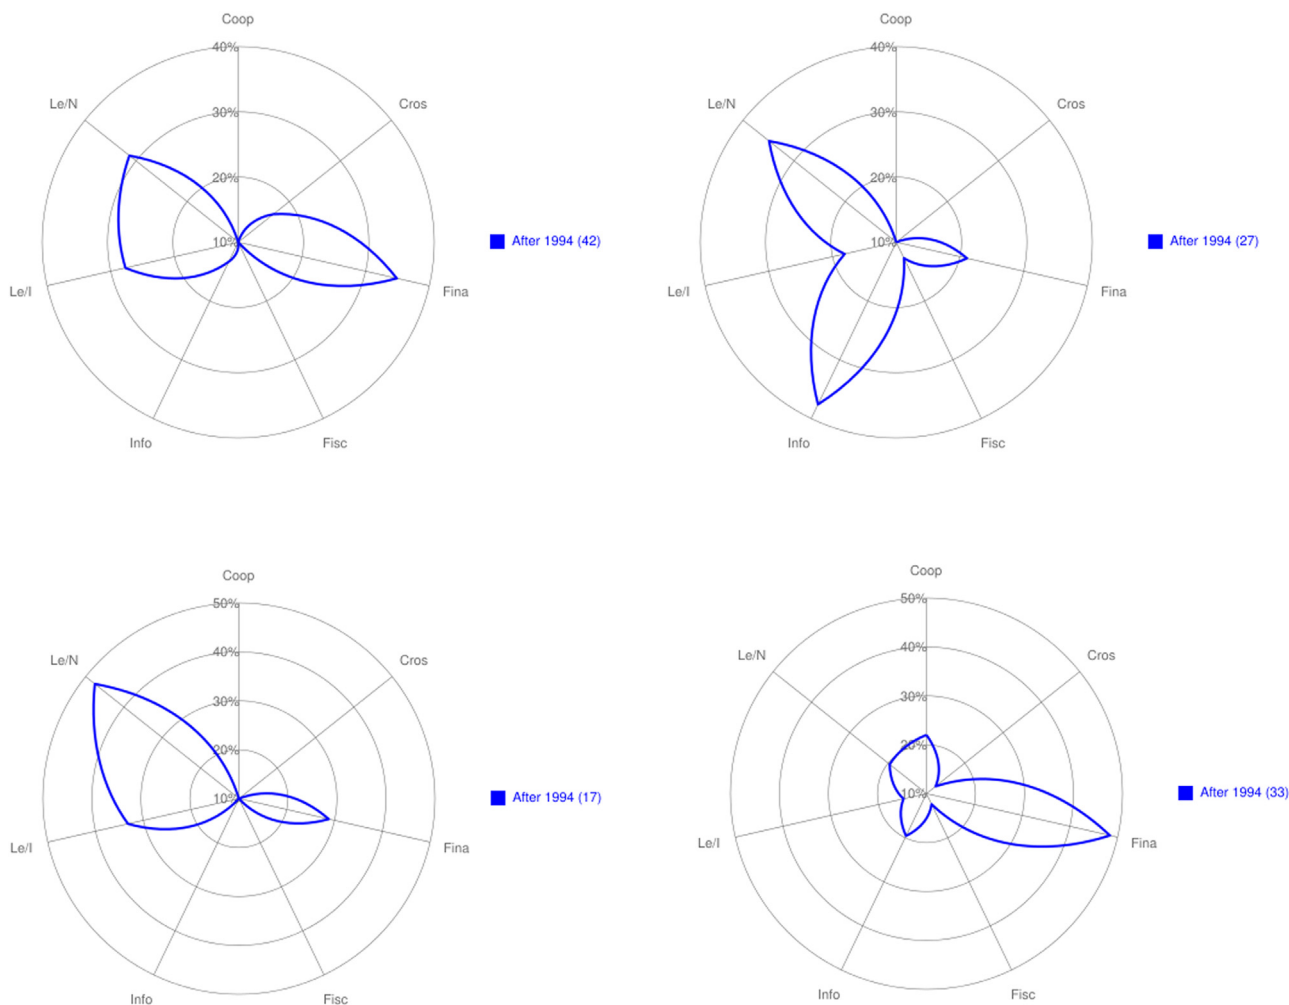 Coop
40%
Le/N
Cros
30%
20%
10%
After 1994 (42)
Le/I
Fina
Info
Fisc
Coop
40%
Le/N
Cros
30%
20%
10%
After 1994 (27)
Le/I
Fina
Info
Fisc
Coop
50%
Le/N
Cros
40%
30%
20%
10%
After 1994 (17)
Le/I
Fina
Info
Fisc
Coop
50%
Le/N
Cros
40%
30%
20%
10%
After 1994 (33)
Le/I
Fina
Info
Fisc